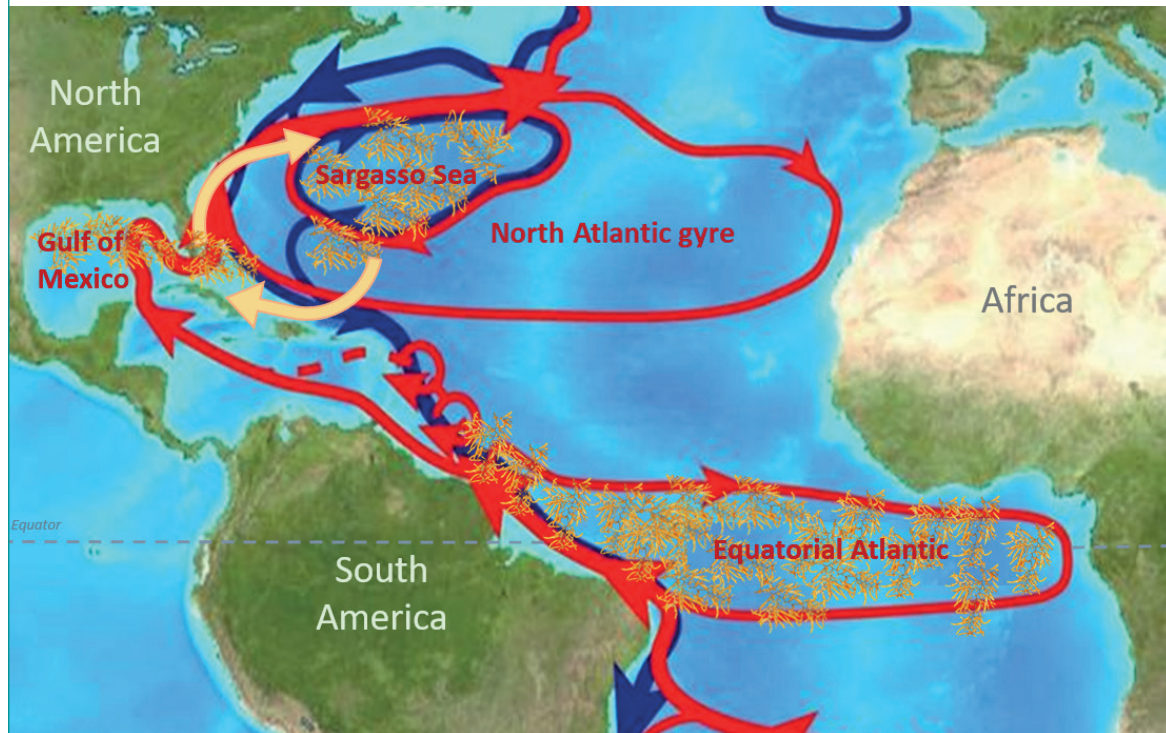 North
America
Sargasso Sea
Gulf of
Mexico
North Atlantic gyre
Africa
Equator
Equatorial Atlantic
South
America